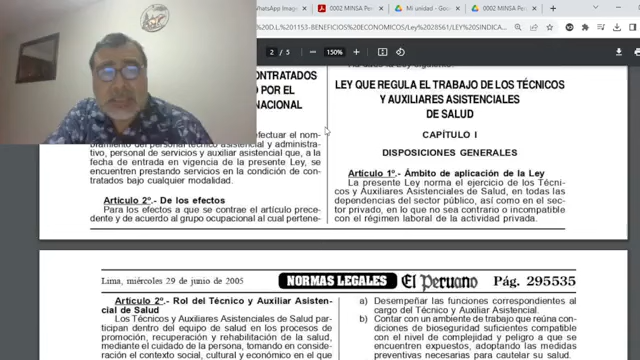 WhatsApp Image
0002 MINSA Per
Mi unidad - Goo
0002 MINSA Per
D.L._1153-BENEFICIOS%20ECONOMICOS/Ley%2028561/LEY%20SINDICA
2 / 5
150%
ONTRATADOS
O POR EL
NACIONAL
efectuar el nom-
bramiento del personal técnico asistencial y administra-
tivo, personal de servicios y auxiliar asistencial que, a la
fecha de entrada en vigencia de la presente Ley, se
encuentren prestando servicios en la condición de con-
tratados bajo cualquier modalidad.
Artículo 2º.- De los efectos
Para los efectos a que se contrae el artículo prece-
dente y de acuerdo al grupo ocupacional al cual pertene-
LEY QUE REGULA EL TRABAJO DE LOS TÉCNICOS
Y AUXILIARES ASISTENCIALES
DE SALUD
CAPÍTULO I
DISPOSICIONES GENERALES
Artículo 1º.- Ámbito de aplicación de la Ley
La presente Ley norma el ejercicio de los Técni-
cos y Auxiliares Asistenciales de Salud, en todas las
dependencias del sector público, así como en el sec-
tor privado, en lo que no sea contrario o incompatible
con el régimen laboral de la actividad privada.
Lima, miércoles 29 de junio de 2005
NORMAS LEGALES
El Peruano
Pág. 295535
Artículo 2º.- Rol del Técnico y Auxiliar Asisten-
cial de Salud
Los Técnicos y Auxiliares Asistenciales de Salud par-
ticipan dentro del equipo de salud en los procesos de
promoción, recuperación y rehabilitación de la salud,
mediante el cuidado de la persona, tomando en conside-
ración el contexto social, cultural y económico en el que
a) Desempeñar las funciones correspondientes al
cargo del Técnico y Auxiliar Asistencial.
b) Contar con un ambiente de trabajo que reúna con-
diciones de bioseguridad suficientes compatible
con el nivel de complejidad y peligro a que se
encuentren expuestos, adoptando las medidas
preventivas necesarias para cautelar su salud.